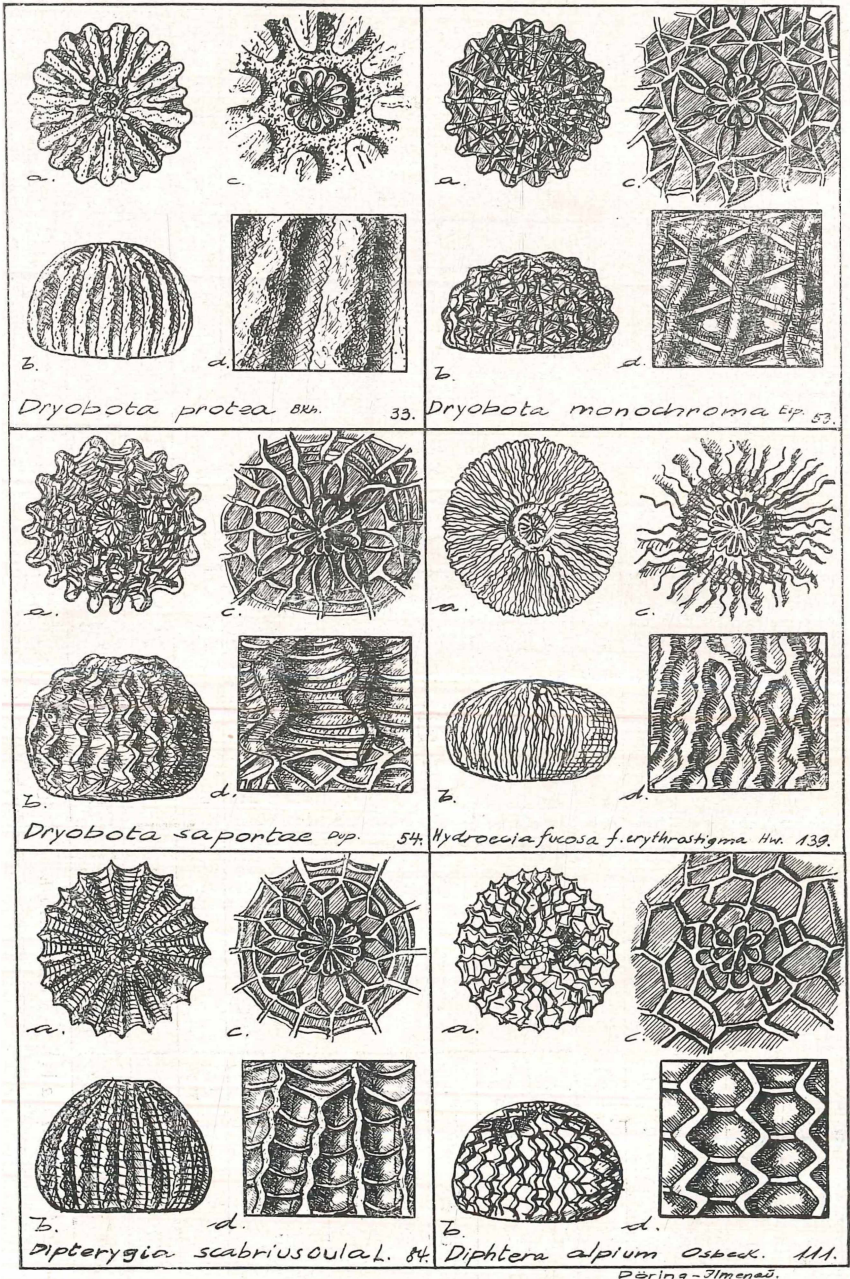 a. c.
b. d.
Dryobota protea Bkh. 33.
a. c.
b. d.
Dryobota monochroma Esp. 53.
a. c.
b. d.
Dryobota saportae Dup. 54.
a. c.
b. d.
Hydroecia fucosa f. erythrostigma Hw. 139.
a. c.
b. d.
Dipterygia scabriuscula L. 84.
a. c.
b. d.
Diphtera alpium Osbeck. 111.
Döring-Ilmenau.